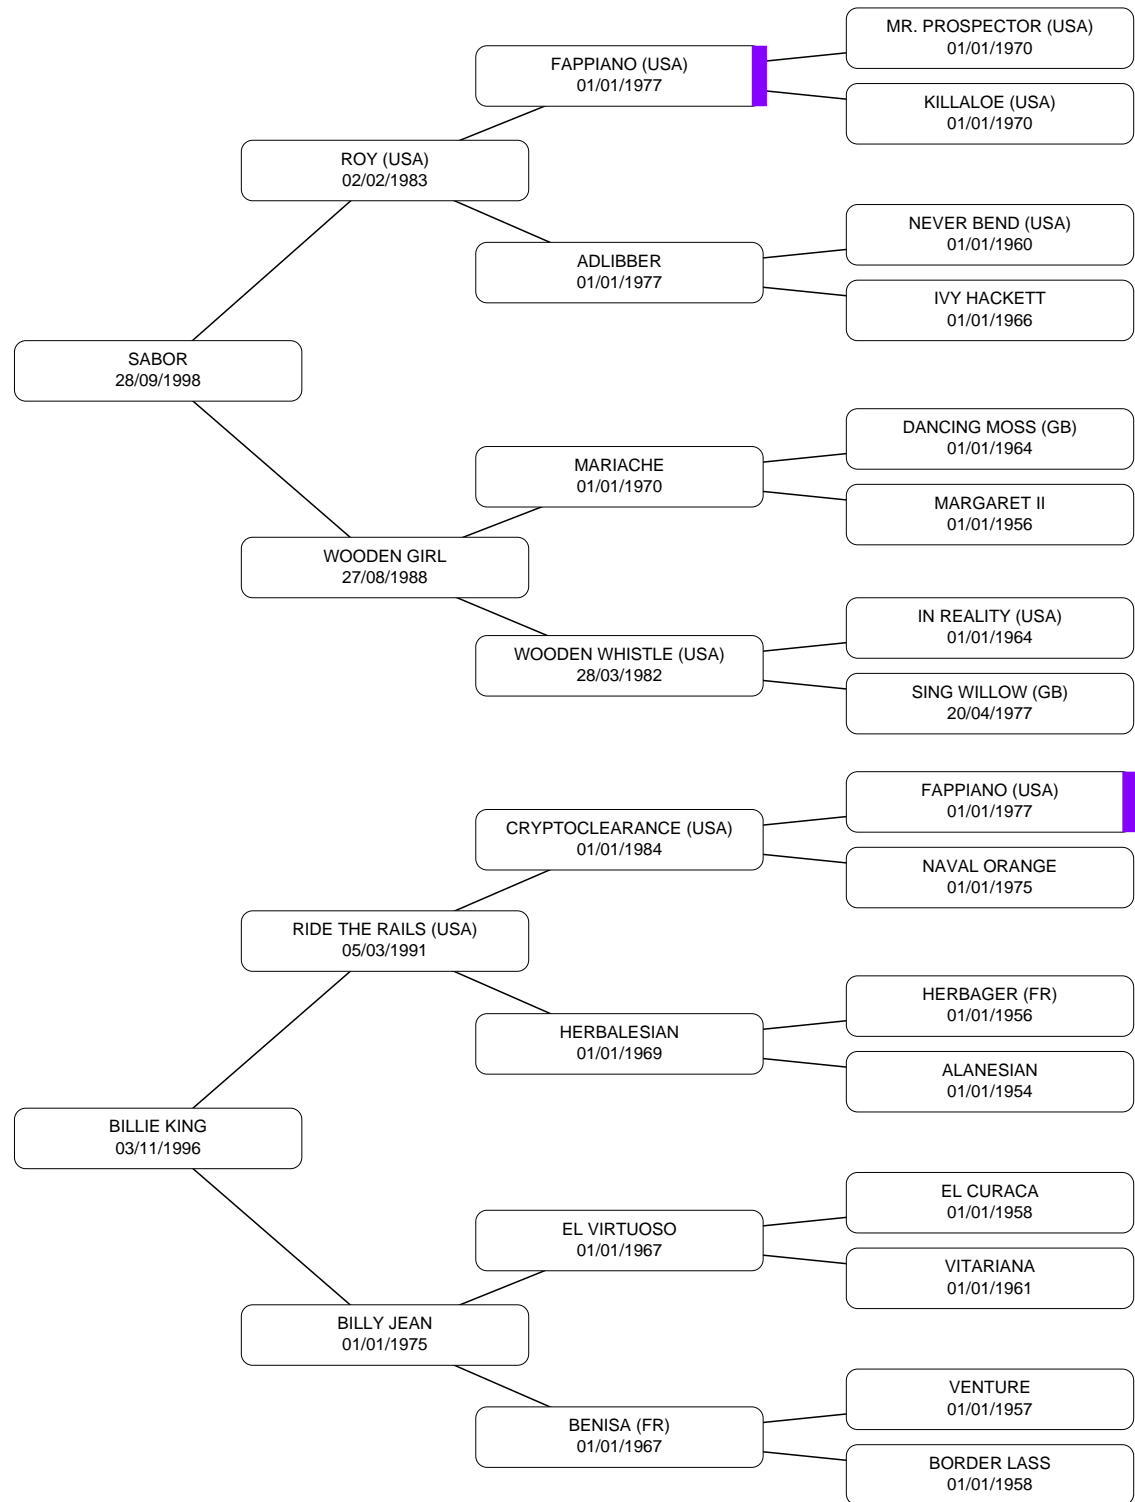 MR. PROSPECTOR (USA)
01/01/1970
FAPPIANO (USA)
01/01/1977
KILLALOE (USA)
01/01/1970
ROY (USA)
02/02/1983
NEVER BEND (USA)
01/01/1960
ADLIBBER
01/01/1977
IVY HACKETT
01/01/1966
SABOR
28/09/1998
DANCING MOSS (GB)
01/01/1964
MARIACHE
01/01/1970
MARGARET II
01/01/1956
WOODEN GIRL
27/08/1988
IN REALITY (USA)
01/01/1964
WOODEN WHISTLE (USA)
28/03/1982
SING WILLOW (GB)
20/04/1977
FAPPIANO (USA)
01/01/1977
CRYPTOCLEARANCE (USA)
01/01/1984
NAVAL ORANGE
01/01/1975
RIDE THE RAILS (USA)
05/03/1991
HERBAGER (FR)
01/01/1956
HERBALESIAN
01/01/1969
ALANESIAN
01/01/1954
BILLIE KING
03/11/1996
EL CURACA
01/01/1958
EL VIRTUOSO
01/01/1967
VITARIANA
01/01/1961
BILLY JEAN
01/01/1975
VENTURE
01/01/1957
BENISA (FR)
01/01/1967
BORDER LASS
01/01/1958